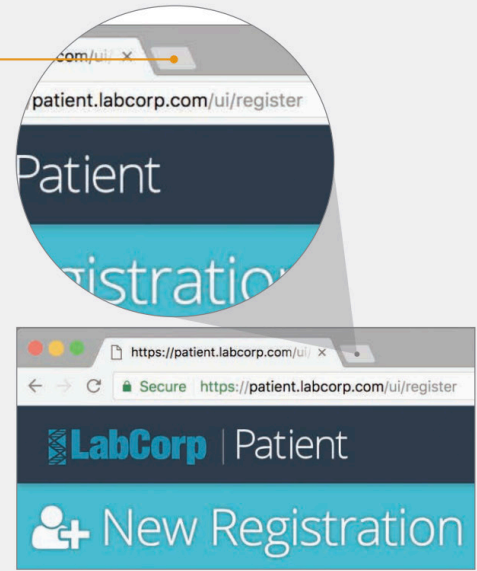 com/ui/ ×
patient.labcorp.com/ui/register
Patient
gistration
https://patient.labcorp.com/ui/ ×
Secure https://patient.labcorp.com/ui/register
LabCorp | Patient
New Registration